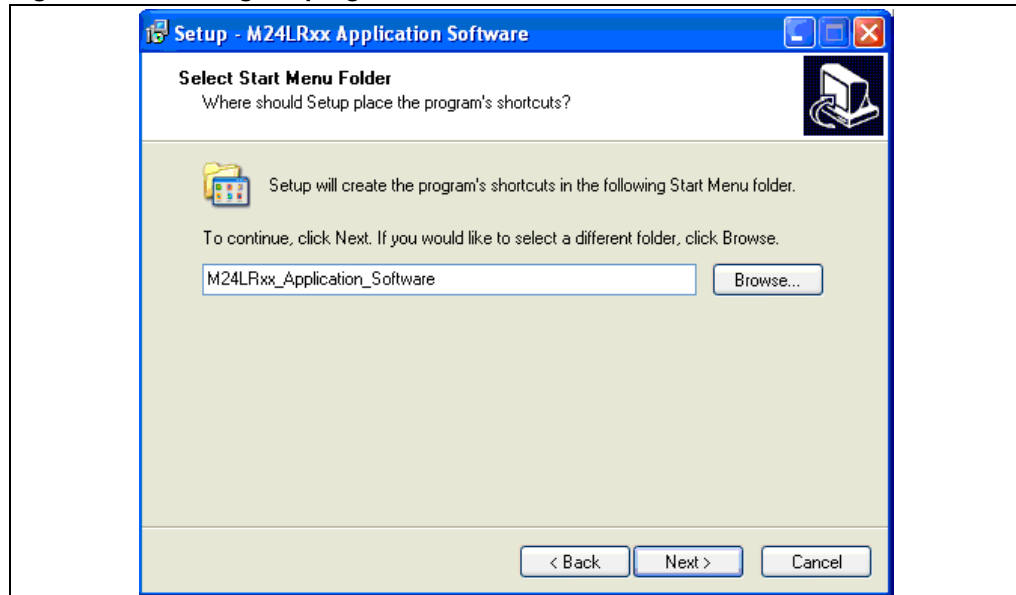 Setup - M24LRxx Application Software
Select Start Menu Folder
Where should Setup place the program's shortcuts?
Setup will create the program's shortcuts in the following Start Menu folder.
To continue, click Next. If you would like to select a different folder, click Browse.
M24LRxx_Application_Software
Browse...
< Back
Next >
Cancel